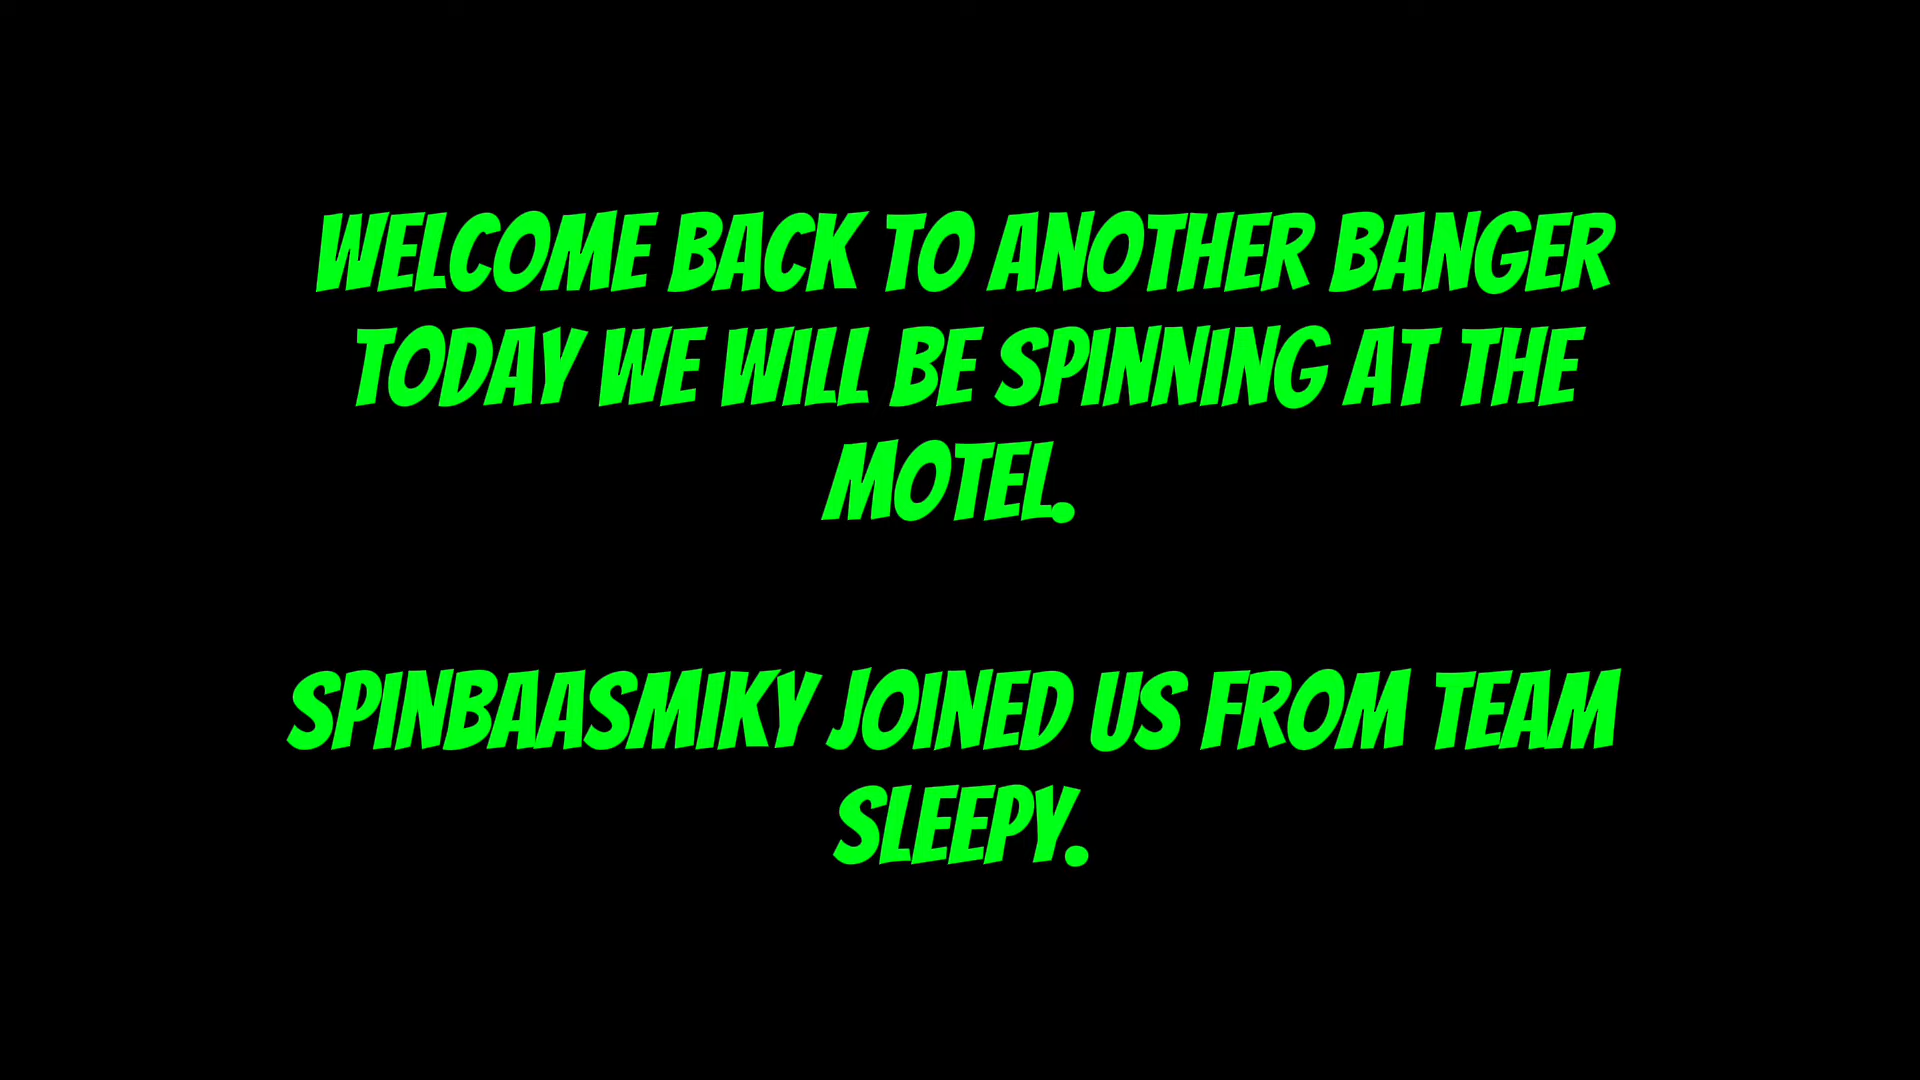 WELCOME BACK TO ANOTHER BANGER
TODAY WE WILL BE SPINNING AT THE
MOTEL.
SPINBAASMIKY JOINED US FROM TEAM
SLEEPY.